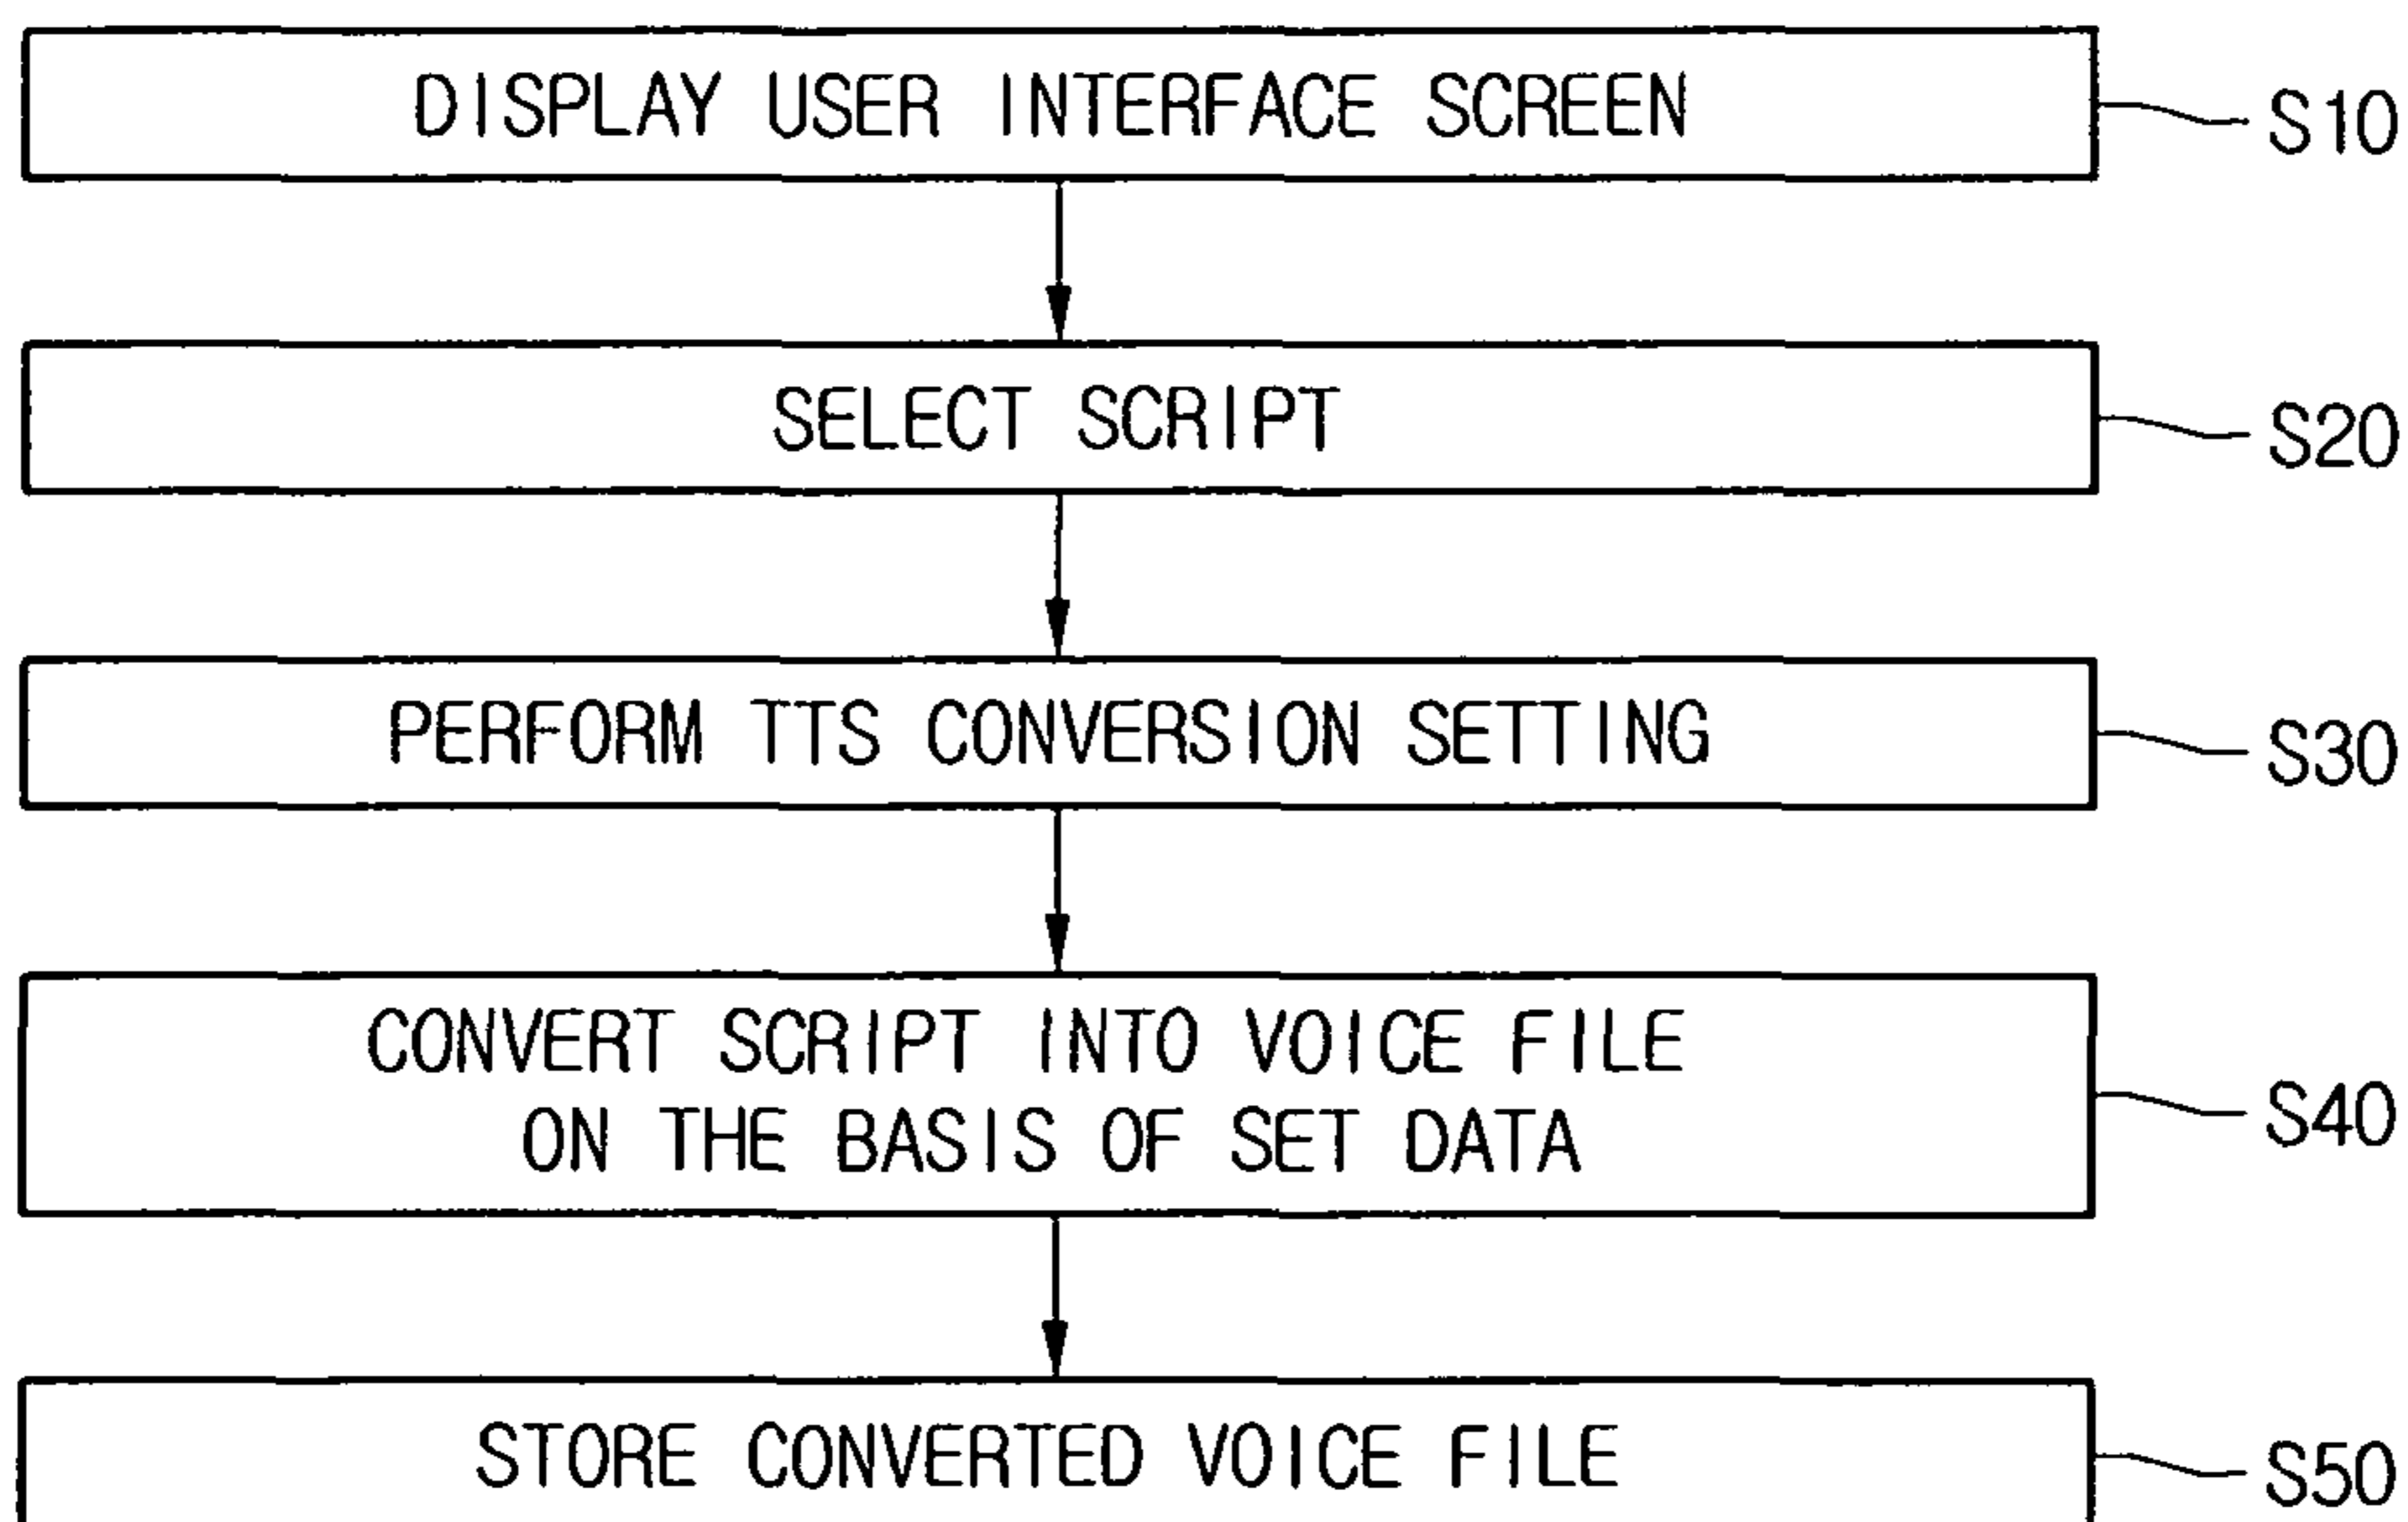 DISPLAY USER INTERFACE SCREEN
S10
SELECT SCRIPT
S20
PERFORM TTS CONVERSION SETTING
S30
CONVERT SCRIPT INTO VOICE FILE
ON THE BASIS OF SET DATA
S40
STORE CONVERTED VOICE FILE
S50